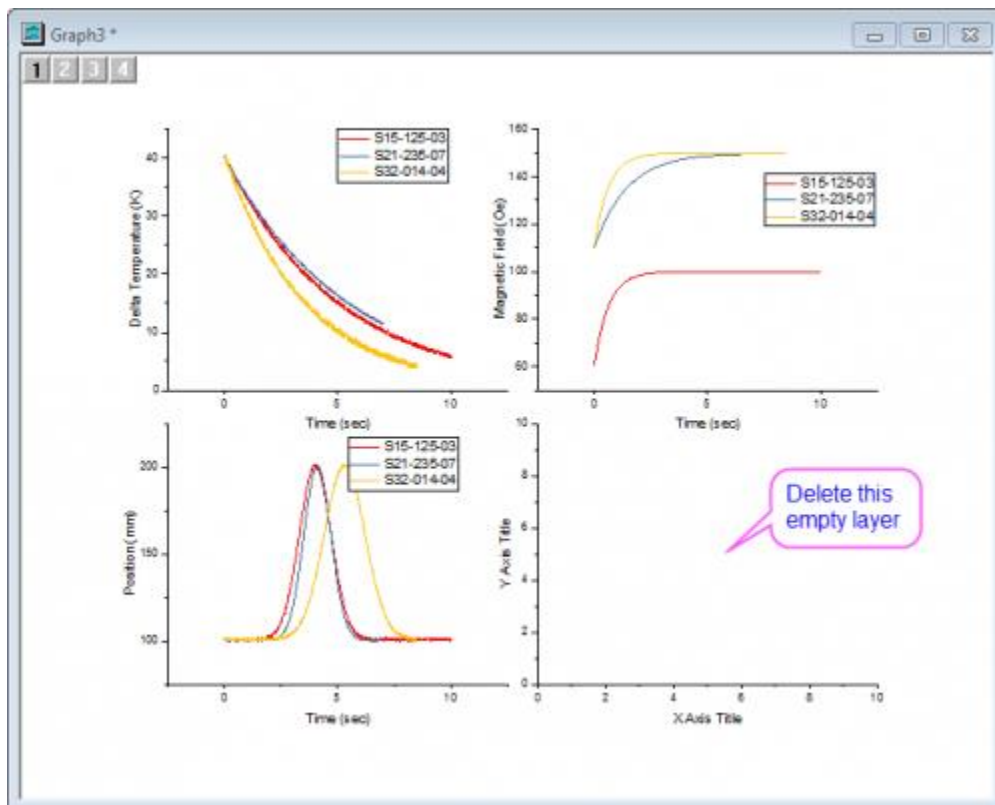 Graph3 *
1 2 3 4
S15-125-03
S21-235-07
S32-014-04
40
30
20
10
0
Delta Temperature (K)
0 5 10
Time (sec)
160
140
120
100
80
60
Magnetic Field (Oe)
S15-125-03
S21-235-07
S32-014-04
0 5 10
Time (sec)
S15-125-03
S21-235-07
S32-014-04
200
150
100
Position (mm)
0 5 10
Time (sec)
10
8
6
4
2
0
Y Axis Title
Delete this
empty layer
0 2 4 6 8 10
X Axis Title